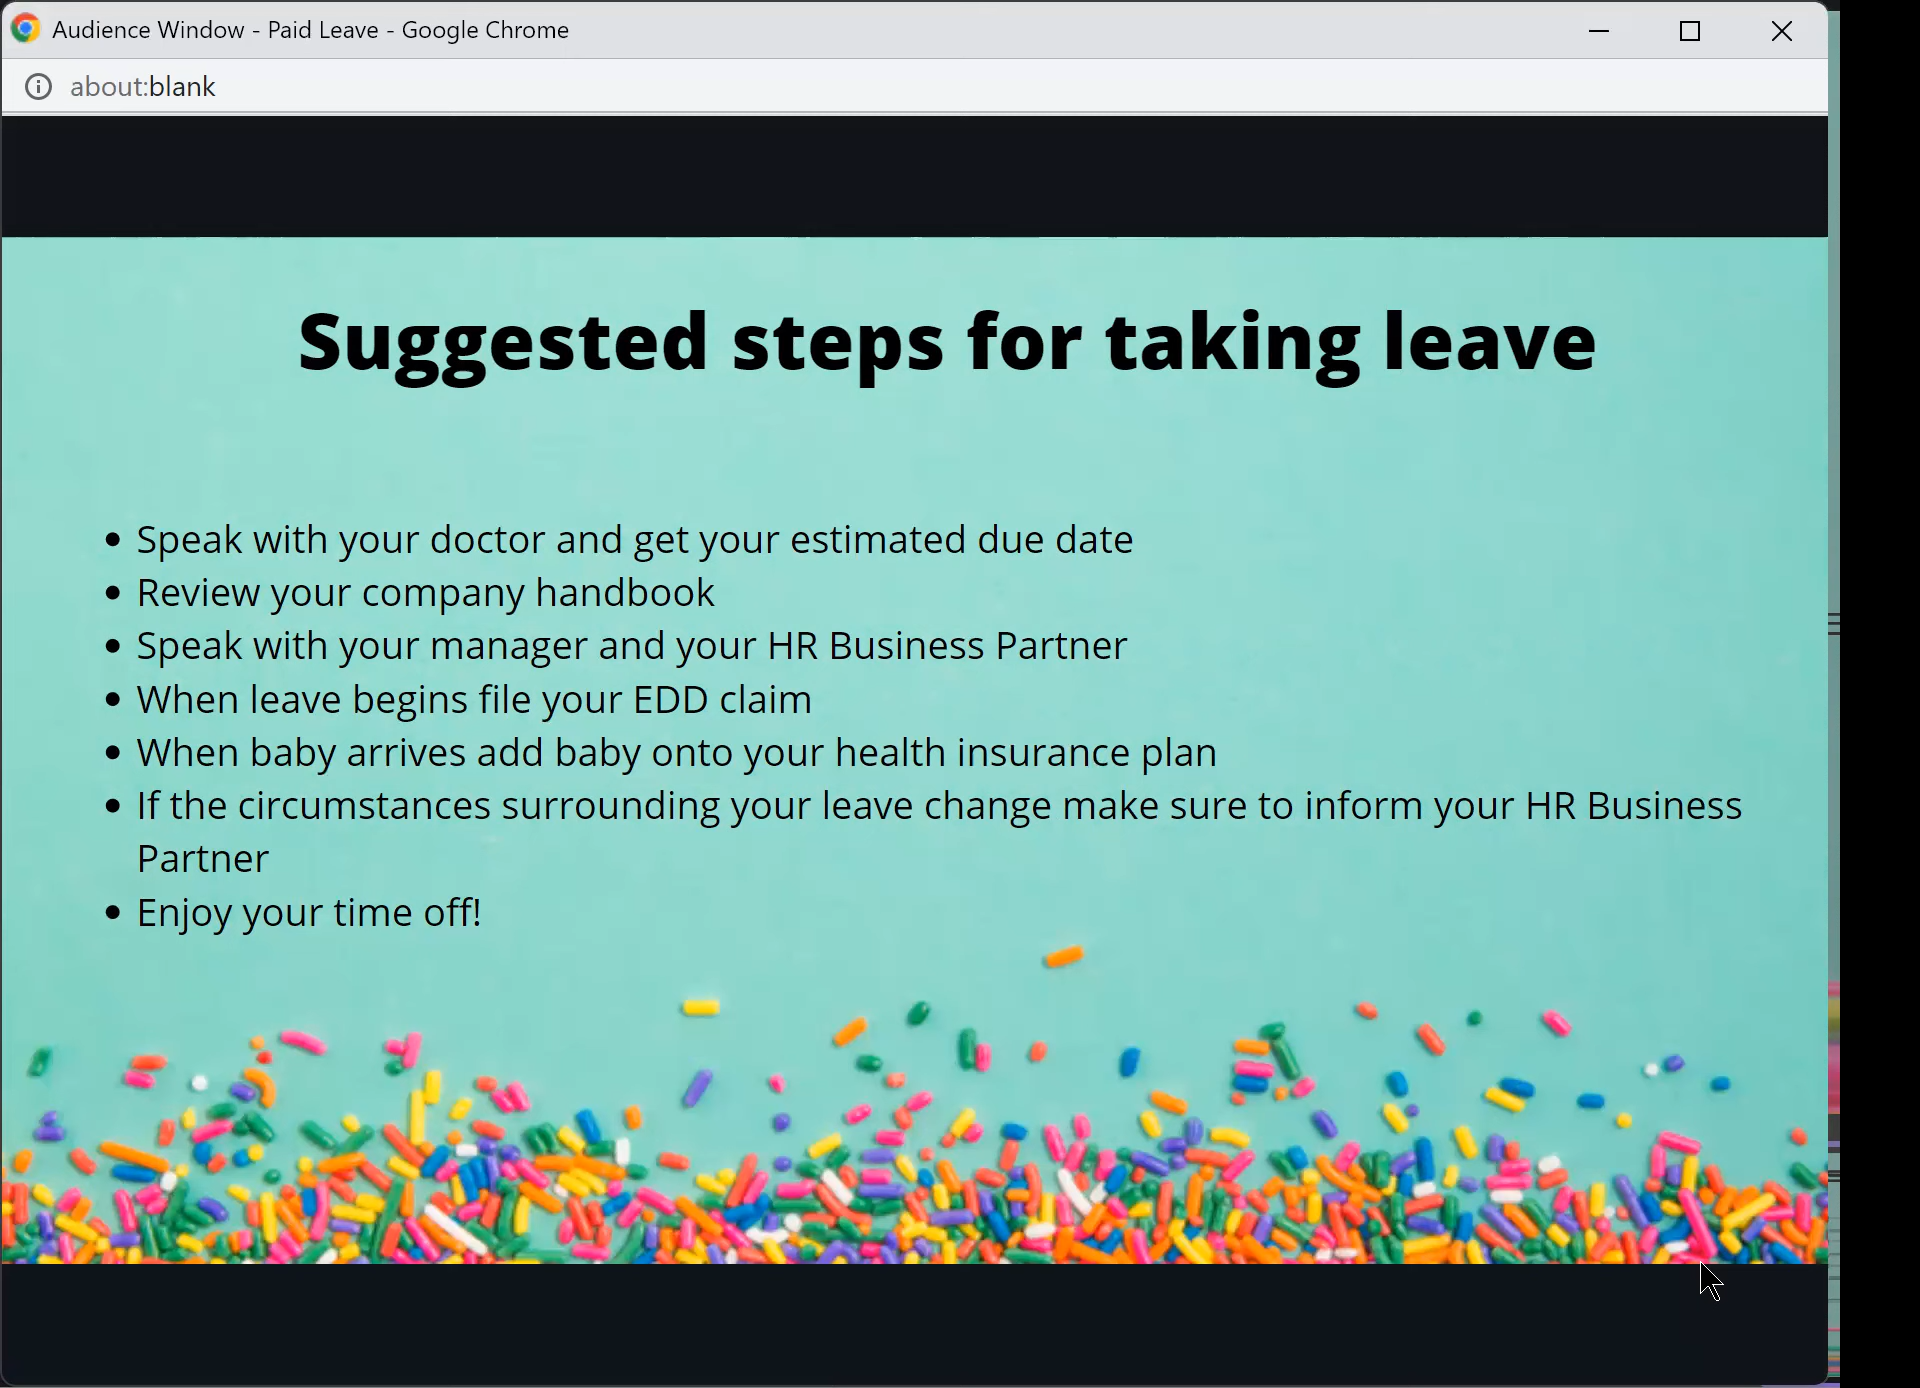 Audience Window - Paid Leave - Google Chrome
about:blank
Suggested steps for taking leave
• Speak with your doctor and get your estimated due date
• Review your company handbook
• Speak with your manager and your HR Business Partner
• When leave begins file your EDD claim
• When baby arrives add baby onto your health insurance plan
• If the circumstances surrounding your leave change make sure to inform your HR Business
Partner
• Enjoy your time off!